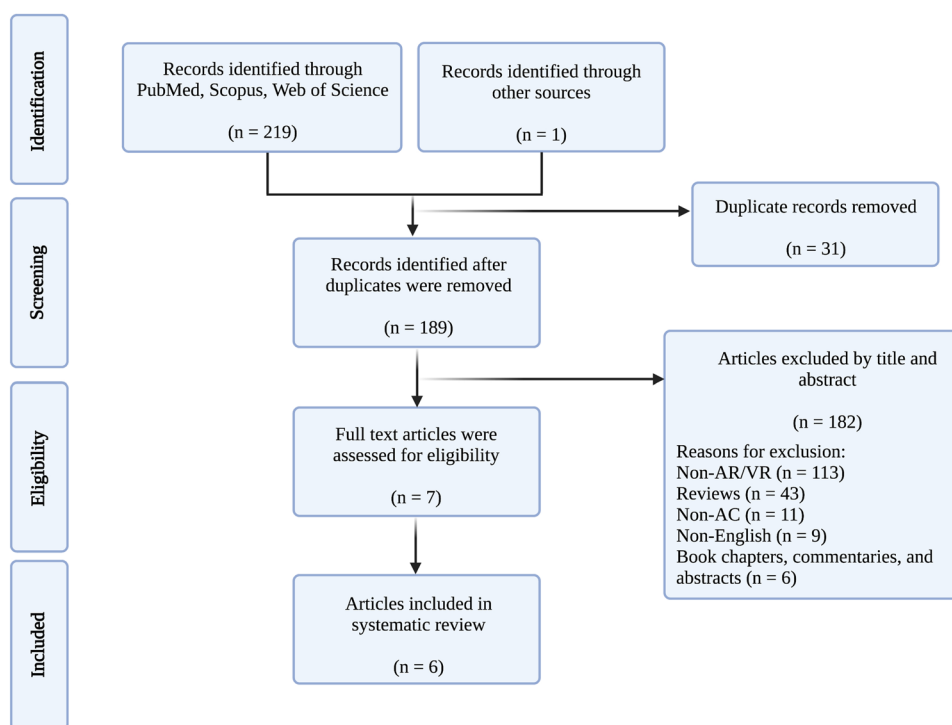 Identification
Records identified through
PubMed, Scopus, Web of Science
(n = 219)
Records identified through
other sources
(n = 1)
Screening
Duplicate records removed
(n = 31)
Records identified after
duplicates were removed
(n = 189)
Articles excluded by title and
abstract
(n = 182)
Reasons for exclusion:
Non-AR/VR (n = 113)
Reviews (n = 43)
Non-AC (n = 11)
Non-English (n = 9)
Book chapters, commentaries, and
abstracts (n = 6)
Eligibility
Full text articles were
assessed for eligibility
(n = 7)
Included
Articles included in
systematic review
(n = 6)